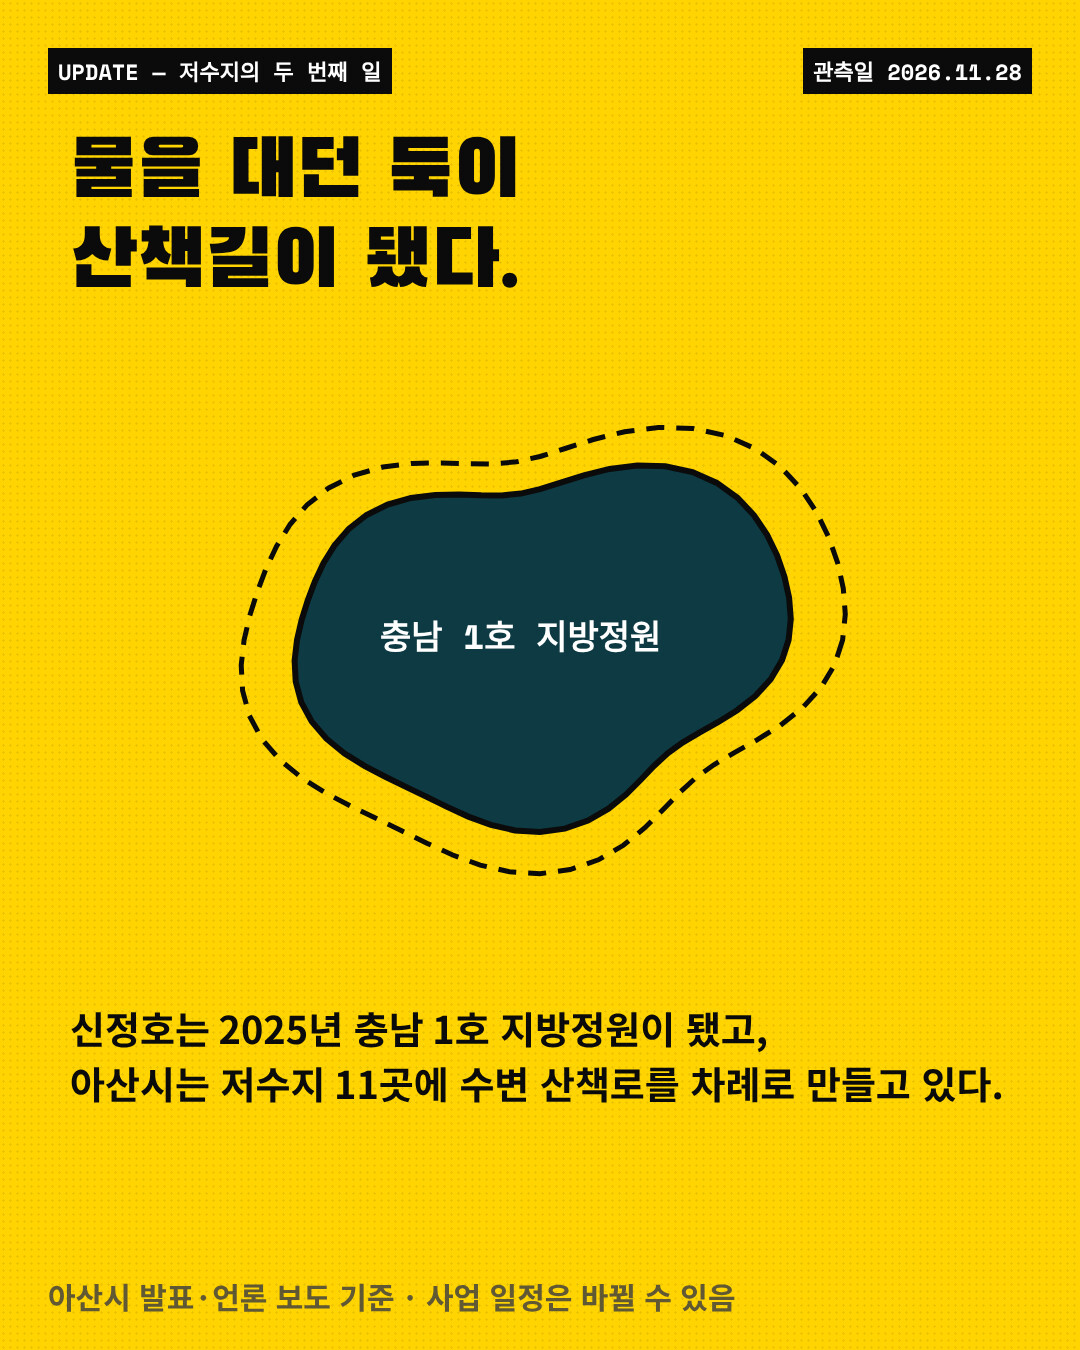 UPDATE — 저수지의 두 번째 일
관측일 2026.11.28
물을 대던 둑이
산책길이 됐다.
충남 1호 지방정원
신정호는 2025년 충남 1호 지방정원이 됐고,
아산시는 저수지 11곳에 수변 산책로를 차례로 만들고 있다.
아산시 발표·언론 보도 기준 · 사업 일정은 바뀔 수 있음